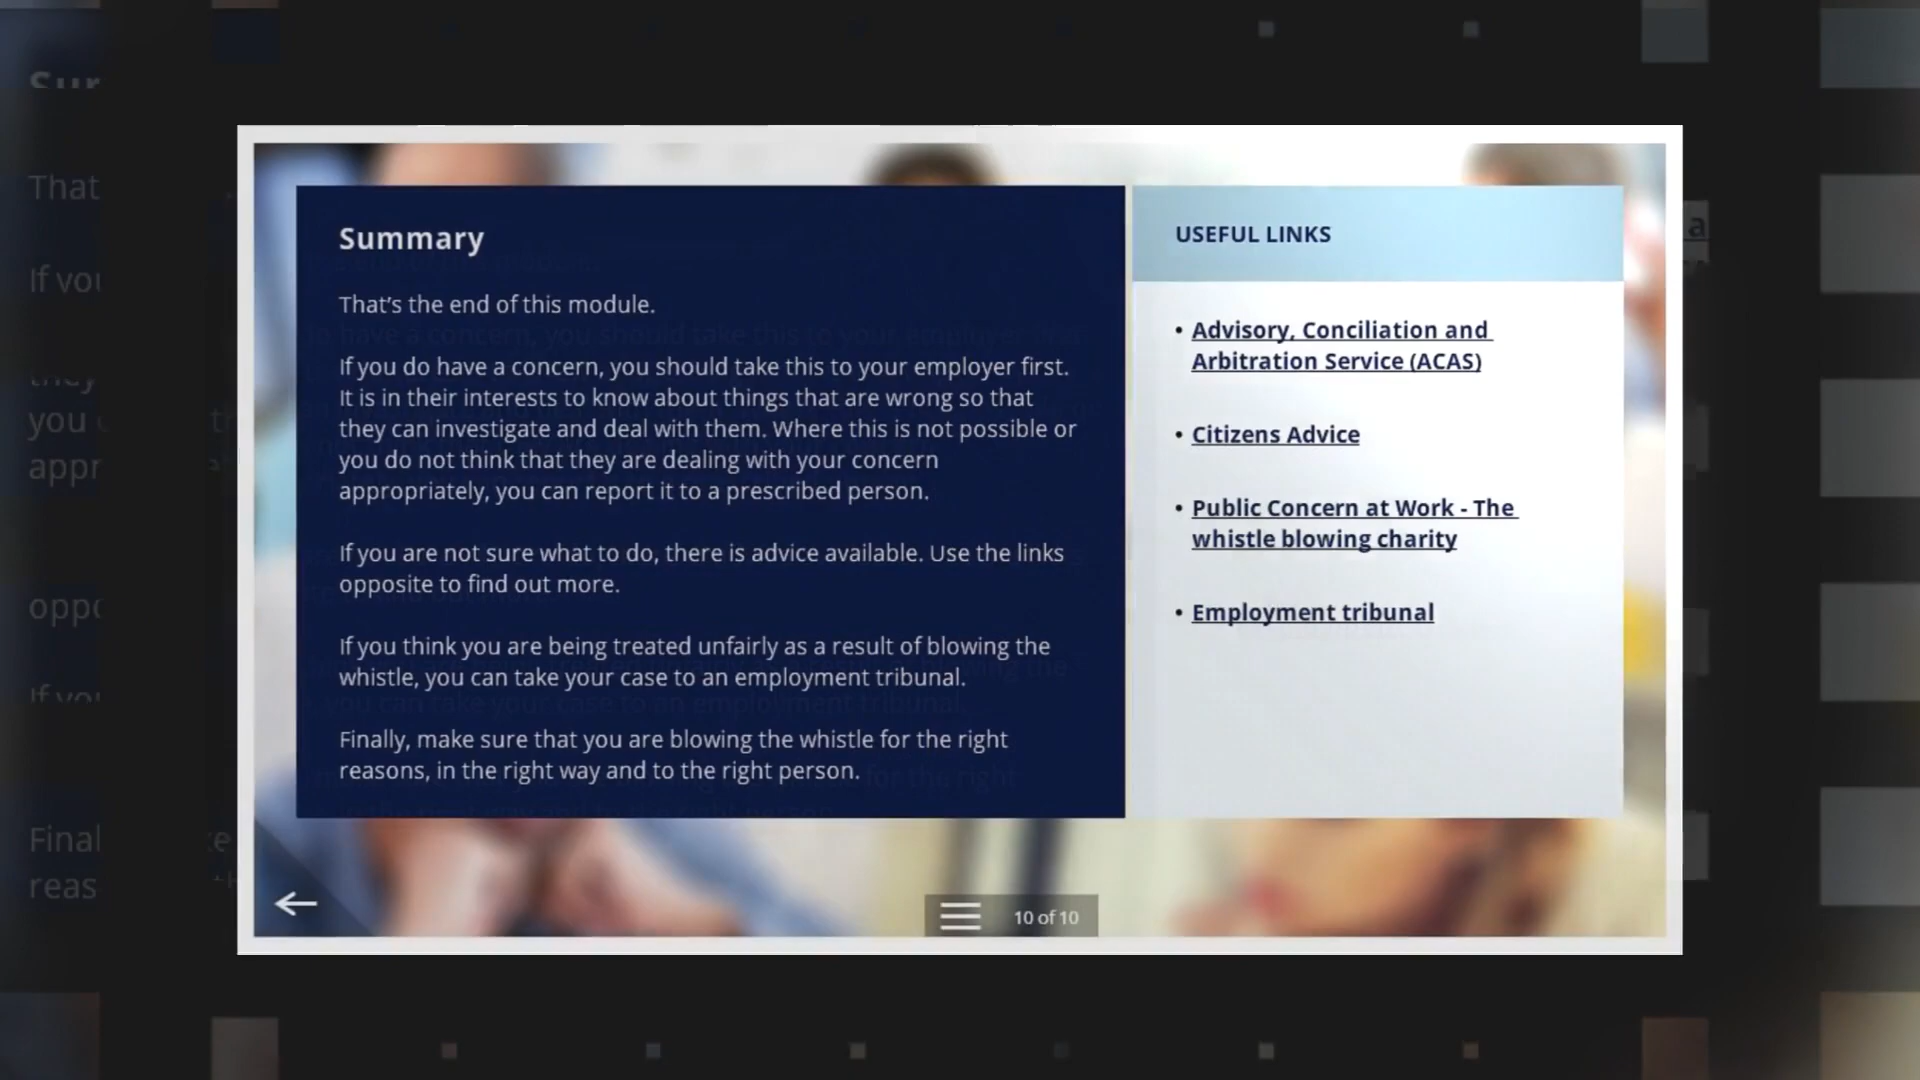 Summary
That's the end of this module.
If you do have a concern, you should take this to your employer first.
It is in their interests to know about things that are wrong so that
they can investigate and deal with them. Where this is not possible or
you do not think that they are dealing with your concern
appropriately, you can report it to a prescribed person.
If you are not sure what to do, there is advice available. Use the links
opposite to find out more.
If you think you are being treated unfairly as a result of blowing the
whistle, you can take your case to an employment tribunal.
Finally, make sure that you are blowing the whistle for the right
reasons, in the right way and to the right person.
USEFUL LINKS
• Advisory, Conciliation and
Arbitration Service (ACAS)
• Citizens Advice
• Public Concern at Work - The
whistle blowing charity
• Employment tribunal
10 of 10